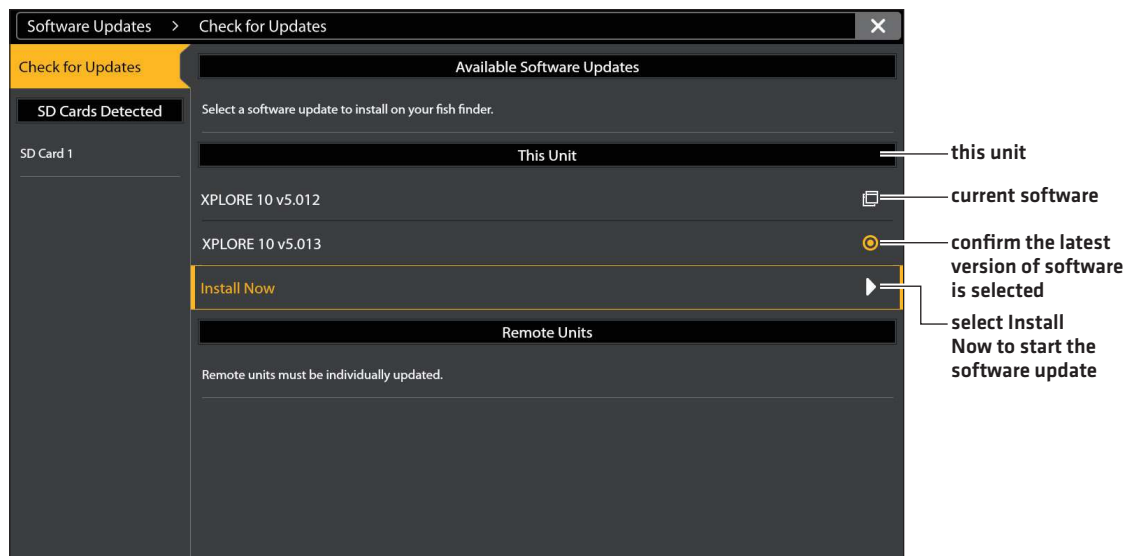 Software Updates > Check for Updates
Check for Updates
Available Software Updates
SD Cards Detected
Select a software update to install on your fish finder.
SD Card 1
This Unit
this unit
XPLORE 10 v5.012
current software
XPLORE 10 v5.013
confirm the latest
version of software
is selected
Install Now
select Install
Now to start the
software update
Remote Units
Remote units must be individually updated.